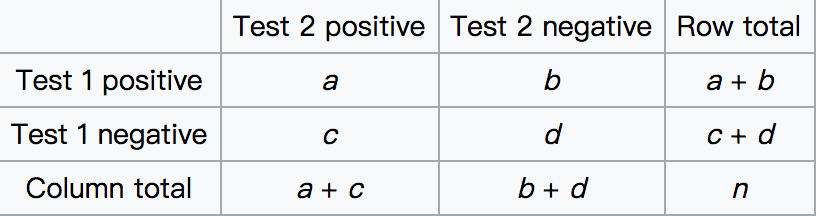 Test 2 positive Test 2 negative Row total
Test 1 positive a b a + b
Test 1 negative c d c + d
Column total a + c b + d n